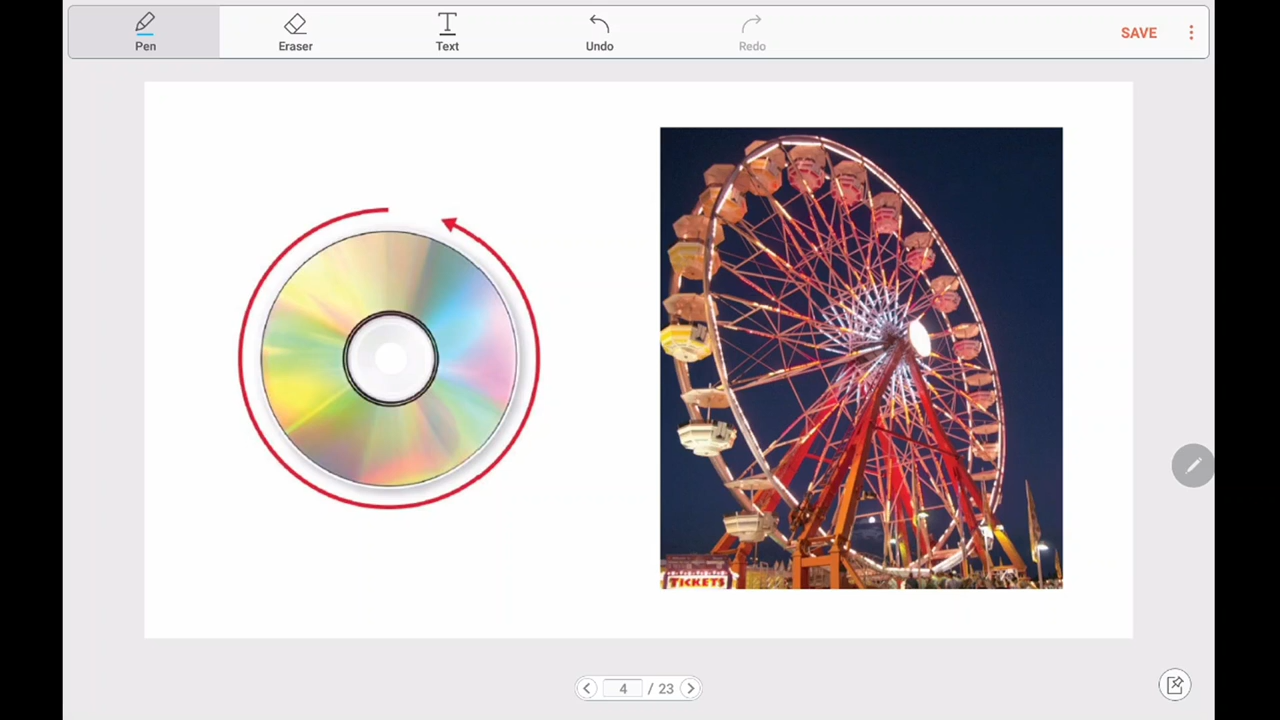 Pen
Eraser
Text
Undo
Redo
SAVE
TICKETS
4 / 23